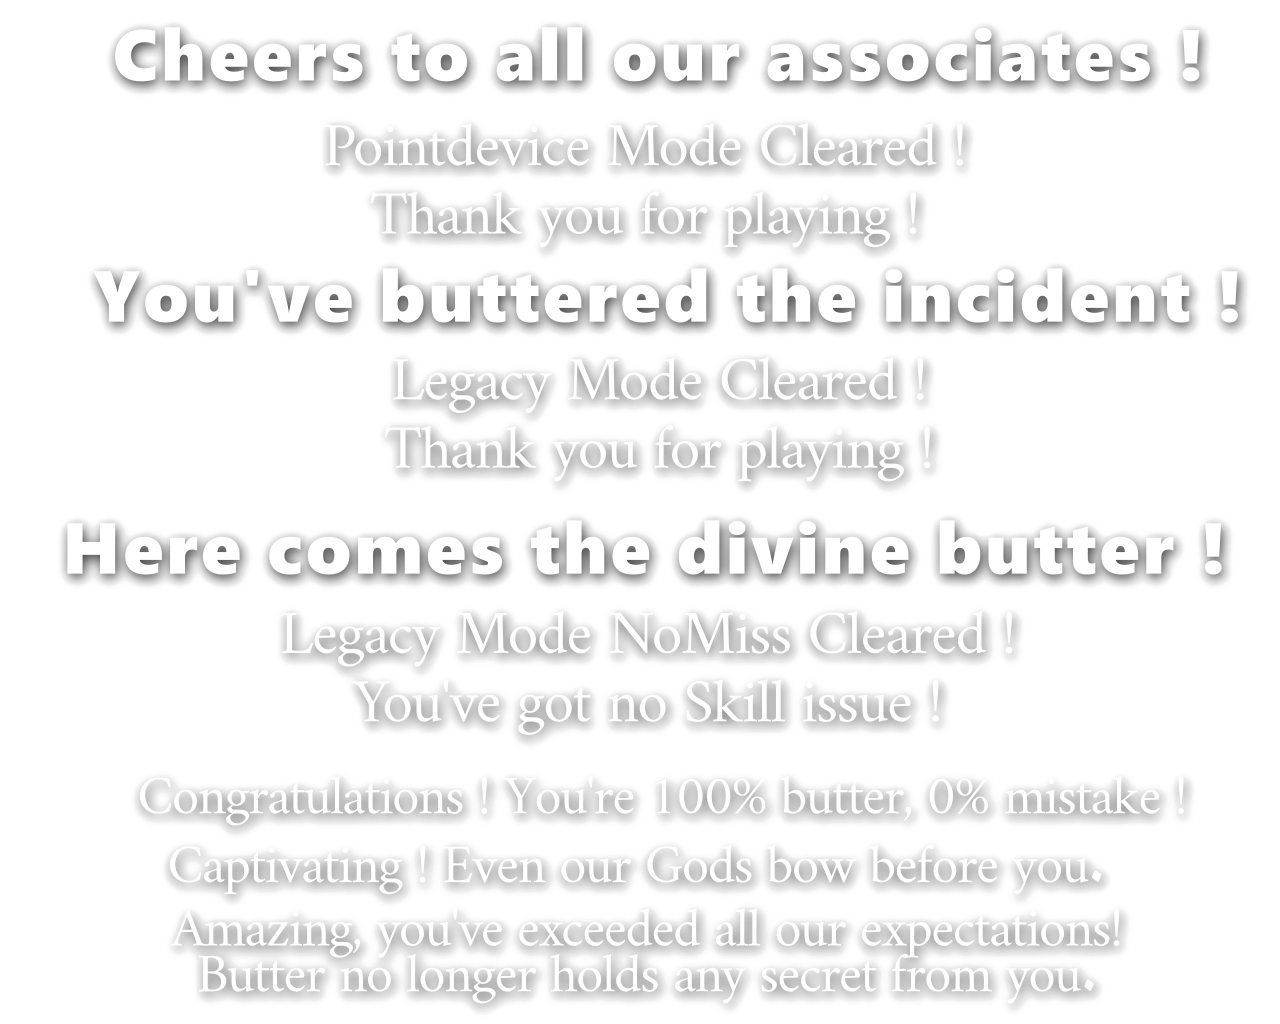 Cheers to all our associates !
Pointdevice Mode Cleared !
Thank you for playing !
You've buttered the incident !
Legacy Mode Cleared !
Thank you for playing !
Here comes the divine butter !
Legacy Mode NoMiss Cleared !
You've got no Skill issue !
Congratulations ! You're 100% butter, 0% mistake !
Captivating ! Even our Gods bow before you.
Amazing, you've exceeded all our expectations!
Butter no longer holds any secret from you.